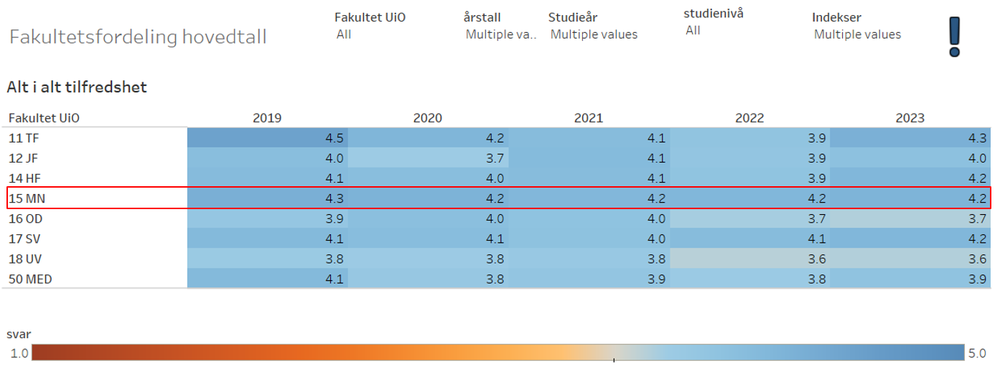 Fakultetsfordeling hovedtall
Fakultet UiO årstall Studieår studienivå Indekser
All Multiple va.. Multiple values All Multiple values
Alt i alt tilfredshet
Fakultet UiO 2019 2020 2021 2022 2023
11 TF 4.5 4.2 4.1 3.9 4.3
12 JF 4.0 3.7 4.1 3.9 4.0
14 HF 4.1 4.0 4.1 3.9 4.2
15 MN 4.3 4.2 4.2 4.2 4.2
16 OD 3.9 4.0 4.0 3.7 3.7
17 SV 4.1 4.1 4.0 4.1 4.2
18 UV 3.8 3.8 3.8 3.6 3.6
50 MED 4.1 3.8 3.9 3.8 3.9
svar
1.0 5.0